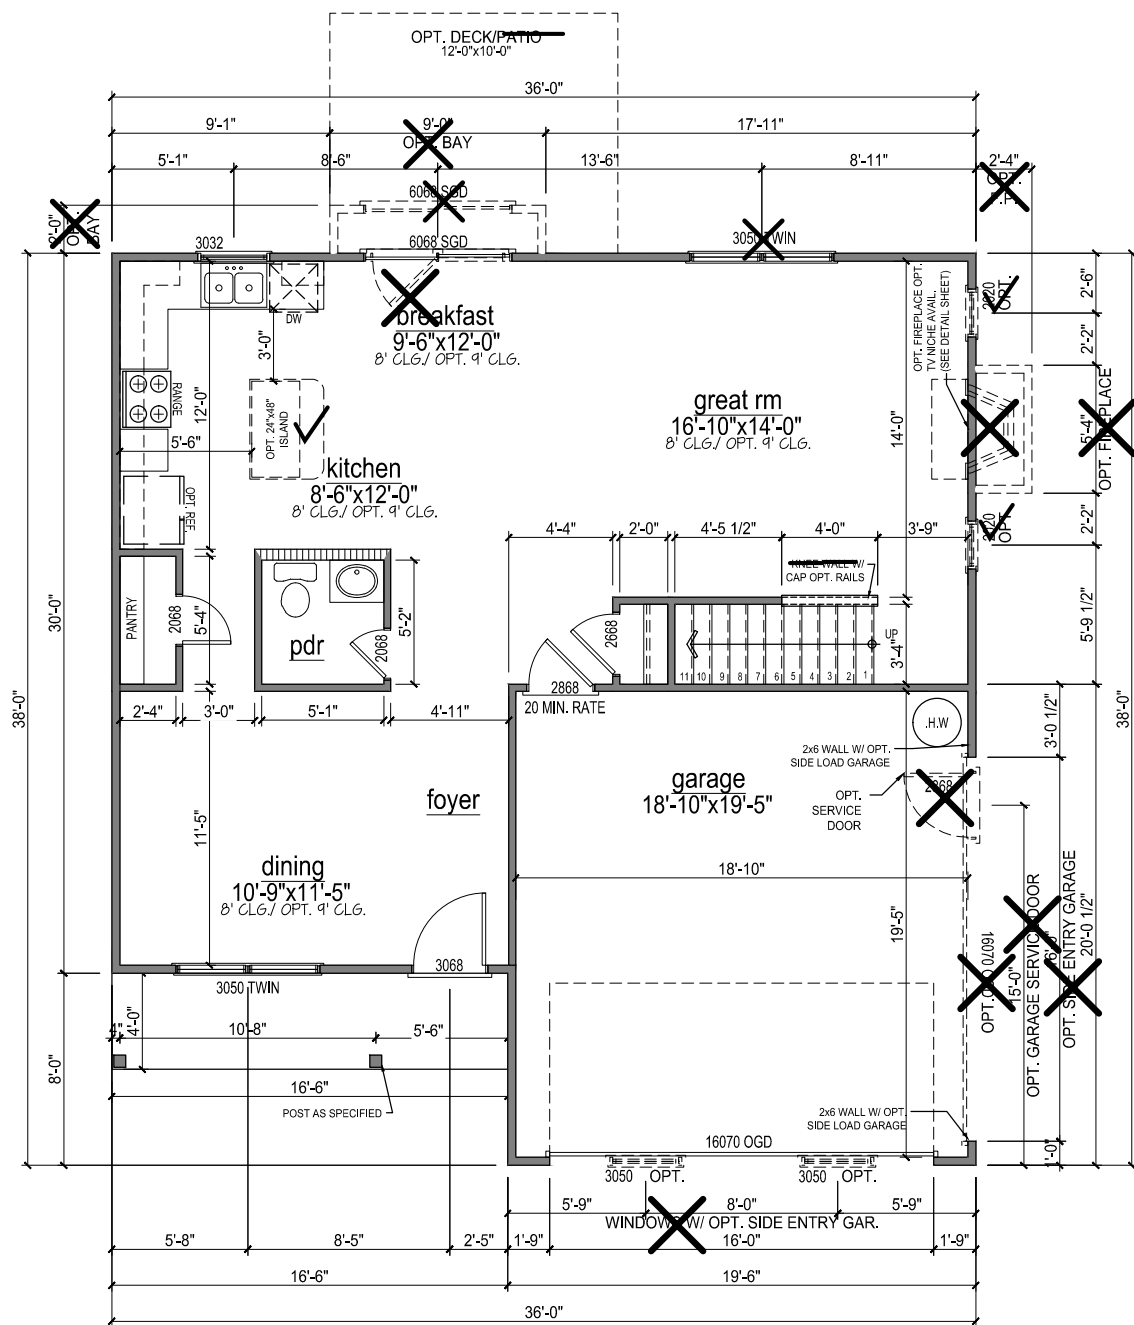 OPT. DECK/PATIO
12'-0"x10'-0"
36'-0"
9'-1"
9'-0"
17'-11"
OPT. BAY
5'-1"
8'-6"
13'-6"
8'-11"
2'-4"
OPT.
6068 SGD
OPT.
BAY
3032
6068 SGD
3050 TWIN
DW
3'-0"
breakfast
9'-6"x12'-0"
8' CLG./ OPT. 9' CLG.
OPT. FIREPLACE OPT.
TV NICHE AVAIL.
(SEE DETAIL SHEET)
OPT.
2'-6"
2'-2"
RANGE
12'-0"
OPT. 24"x48"
ISLAND
5'-6"
great rm
16'-10"x14'-0"
8' CLG./ OPT. 9' CLG.
14'-0"
5'-4"
OPT. FIREPLACE
kitchen
8'-6"x12'-0"
8' CLG./ OPT. 9' CLG.
OPT. REF.
2'-2"
OPT.
4'-4"
2'-0"
4'-5 1/2"
4'-0"
3'-9"
KNEE WALL W/
CAP OPT. RAILS
PANTRY
2068
5'-4"
pdr
2068
5'-2"
2668
UP
3'-4"
5'-9 1/2"
30'-0"
38'-0"
11 10 9 8 7 6 5 4 3 2 1
2868
20 MIN. RATE
2'-4"
3'-0"
5'-1"
4'-11"
H.W.
2x6 WALL W/ OPT.
SIDE LOAD GARAGE
3'-0 1/2"
38'-0"
garage
18'-10"x19'-5"
OPT.
SERVICE
DOOR
2868
foyer
11'-5"
dining
10'-9"x11'-5"
8' CLG./ OPT. 9' CLG.
18'-10"
19'-5"
15'-0"
OPT. GARAGE SERVICE DOOR
OPT. SIDE ENTRY GARAGE
20'-0 1/2"
3068
3050 TWIN
4"
4'-0"
10'-8"
5'-6"
8'-0"
16'-6"
POST AS SPECIFIED
2x6 WALL W/ OPT.
SIDE LOAD GARAGE
1'-0"
16070 OGD
3050 OPT.
3050 OPT.
5'-9"
8'-0"
5'-9"
WINDOWS W/ OPT. SIDE ENTRY GAR.
5'-8"
8'-5"
2'-5"
1'-9"
16'-0"
1'-9"
16'-6"
19'-6"
36'-0"